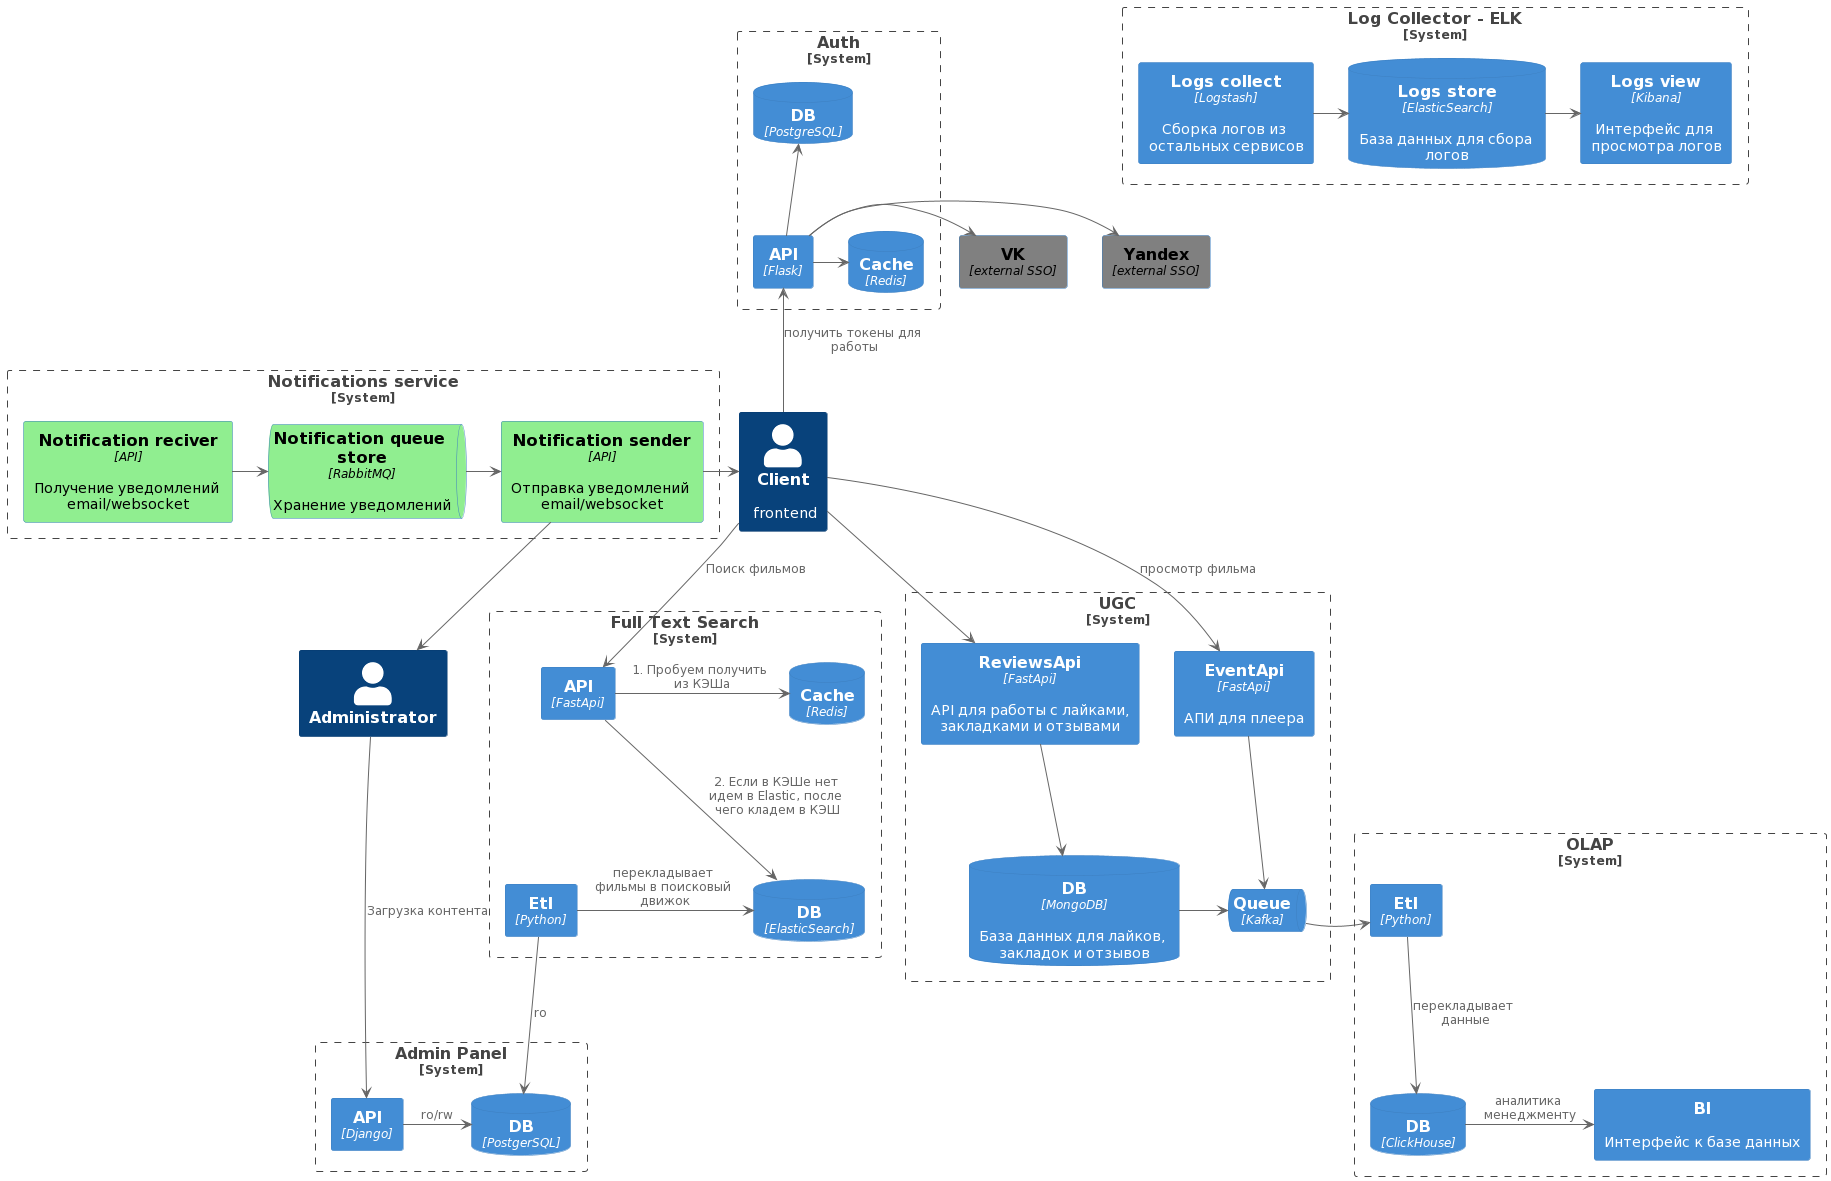 Log Collector - ELK
[System]
Logs collect
[Logstash]
Сборка логов из
остальных сервисов
Logs store
[ElasticSearch]
База данных для сбора
логов
Logs view
[Kibana]
Интерфейс для
просмотра логов
Auth
[System]
DB
[PostgreSQL]
API
[Flask]
Cache
[Redis]
VK
[external SSO]
Yandex
[external SSO]
получить токены для
работы
Notifications service
[System]
Notification reciver
[API]
Получение уведомлений
email/websocket
Notification queue
store
[RabbitMQ]
Хранение уведомлений
Notification sender
[API]
Отправка уведомлений
email/websocket
Client
frontend
Поиск фильмов
просмотр фильма
Administrator
Full Text Search
[System]
API
[FastApi]
1. Пробуем получить
из КЭШа
Cache
[Redis]
2. Если в КЭШе нет
идем в Elastic, после
чего кладем в КЭШ
Etl
[Python]
перекладывает
фильмы в поисковый
движок
DB
[ElasticSearch]
UGC
[System]
ReviewsApi
[FastApi]
API для работы с лайками,
закладками и отзывами
EventApi
[FastApi]
АПИ для плеера
DB
[MongoDB]
База данных для лайков,
закладок и отзывов
Queue
[Kafka]
Загрузка контента
ro
Admin Panel
[System]
API
[Django]
ro/rw
DB
[PostgerSQL]
OLAP
[System]
Etl
[Python]
перекладывает
данные
DB
[ClickHouse]
аналитика
менеджменту
BI
Интерфейс к базе данных